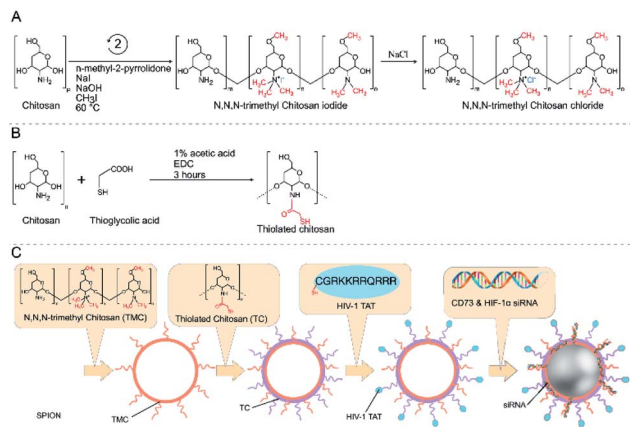 A
2
n-methyl-2-pyrrolidone
NaI
NaOH
CH3I
60 °C
Chitosan
NaCl
N,N,N-trimethyl Chitosan iodide
N,N,N-trimethyl Chitosan chloride
B
HO
NH2
n
+
COOH
SH
1% acetic acid
EDC
3 hours
Chitosan
Thioglycolic acid
Thiolated chitosan
C
N,N,N-trimethyl Chitosan (TMC)
Thiolated Chitosan (TC)
CGRKKRRQRRR
SH
HIV-1 TAT
CD73 & HIF-1α siRNA
SPION
TMC
TC
HIV-1 TAT
siRNA